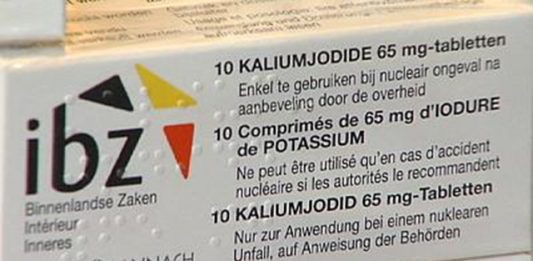 ibz
Binnenlandse Zaken
Intérieur
Inneres
10 KALIUMJODIDE 65 mg-tabletten
Enkel te gebruiken bij nucleair ongeval na
aanbeveling door de overheid
10 Comprimés de 65 mg d'IODURE
de POTASSIUM
Ne peut être utilisé qu'en cas d'accident
nucléaire si les autorités le recommandent
10 KALIUMJODID 65 mg-Tabletten
Nur zur Anwendung bei einem nuklearen
Unfall, auf Anweisung der Behörden